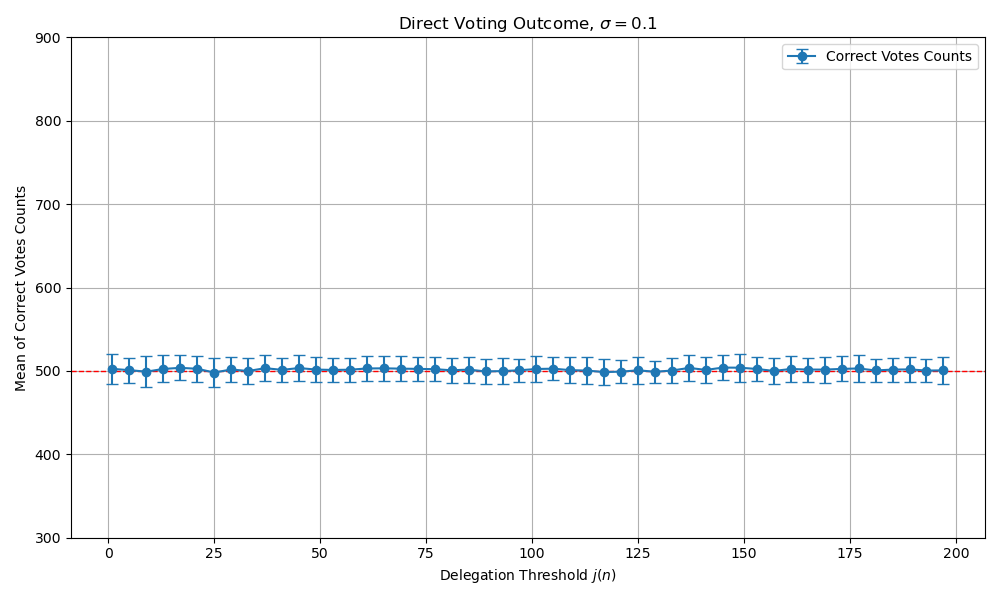 Direct Voting Outcome, σ = 0.1
Correct Votes Counts
Mean of Correct Votes Counts
900
800
700
600
500
400
300
0 25 50 75 100 125 150 175 200
Delegation Threshold j(n)